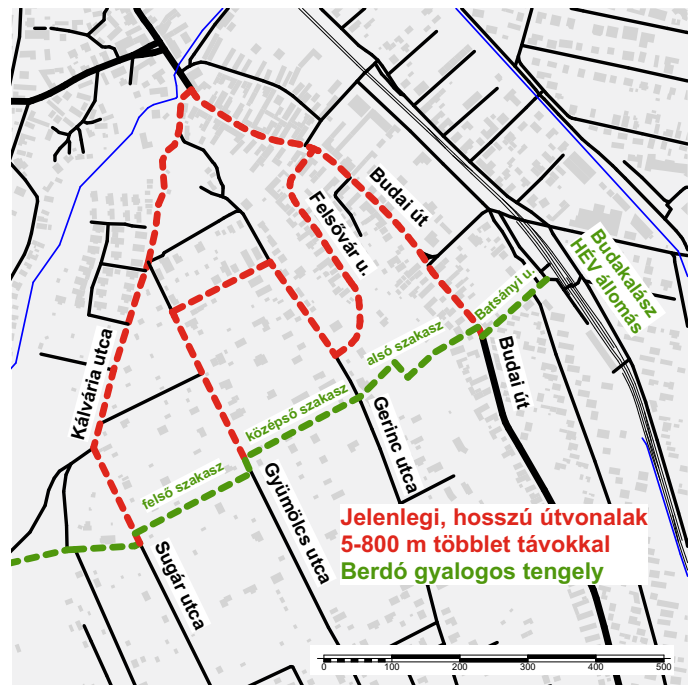 Budai út
Felsővár u.
Batsányi u.
Budakalász
HÉV állomás
Kálvária utca
alsó szakasz
Budai út
középső szakasz
Gerinc utca
felső szakasz
Gyümölcs utca
Sugár utca
Jelenlegi, hosszú útvonalak
5-800 m többlet távokkal
Berdó gyalogos tengely
0 100 200 300 400 500